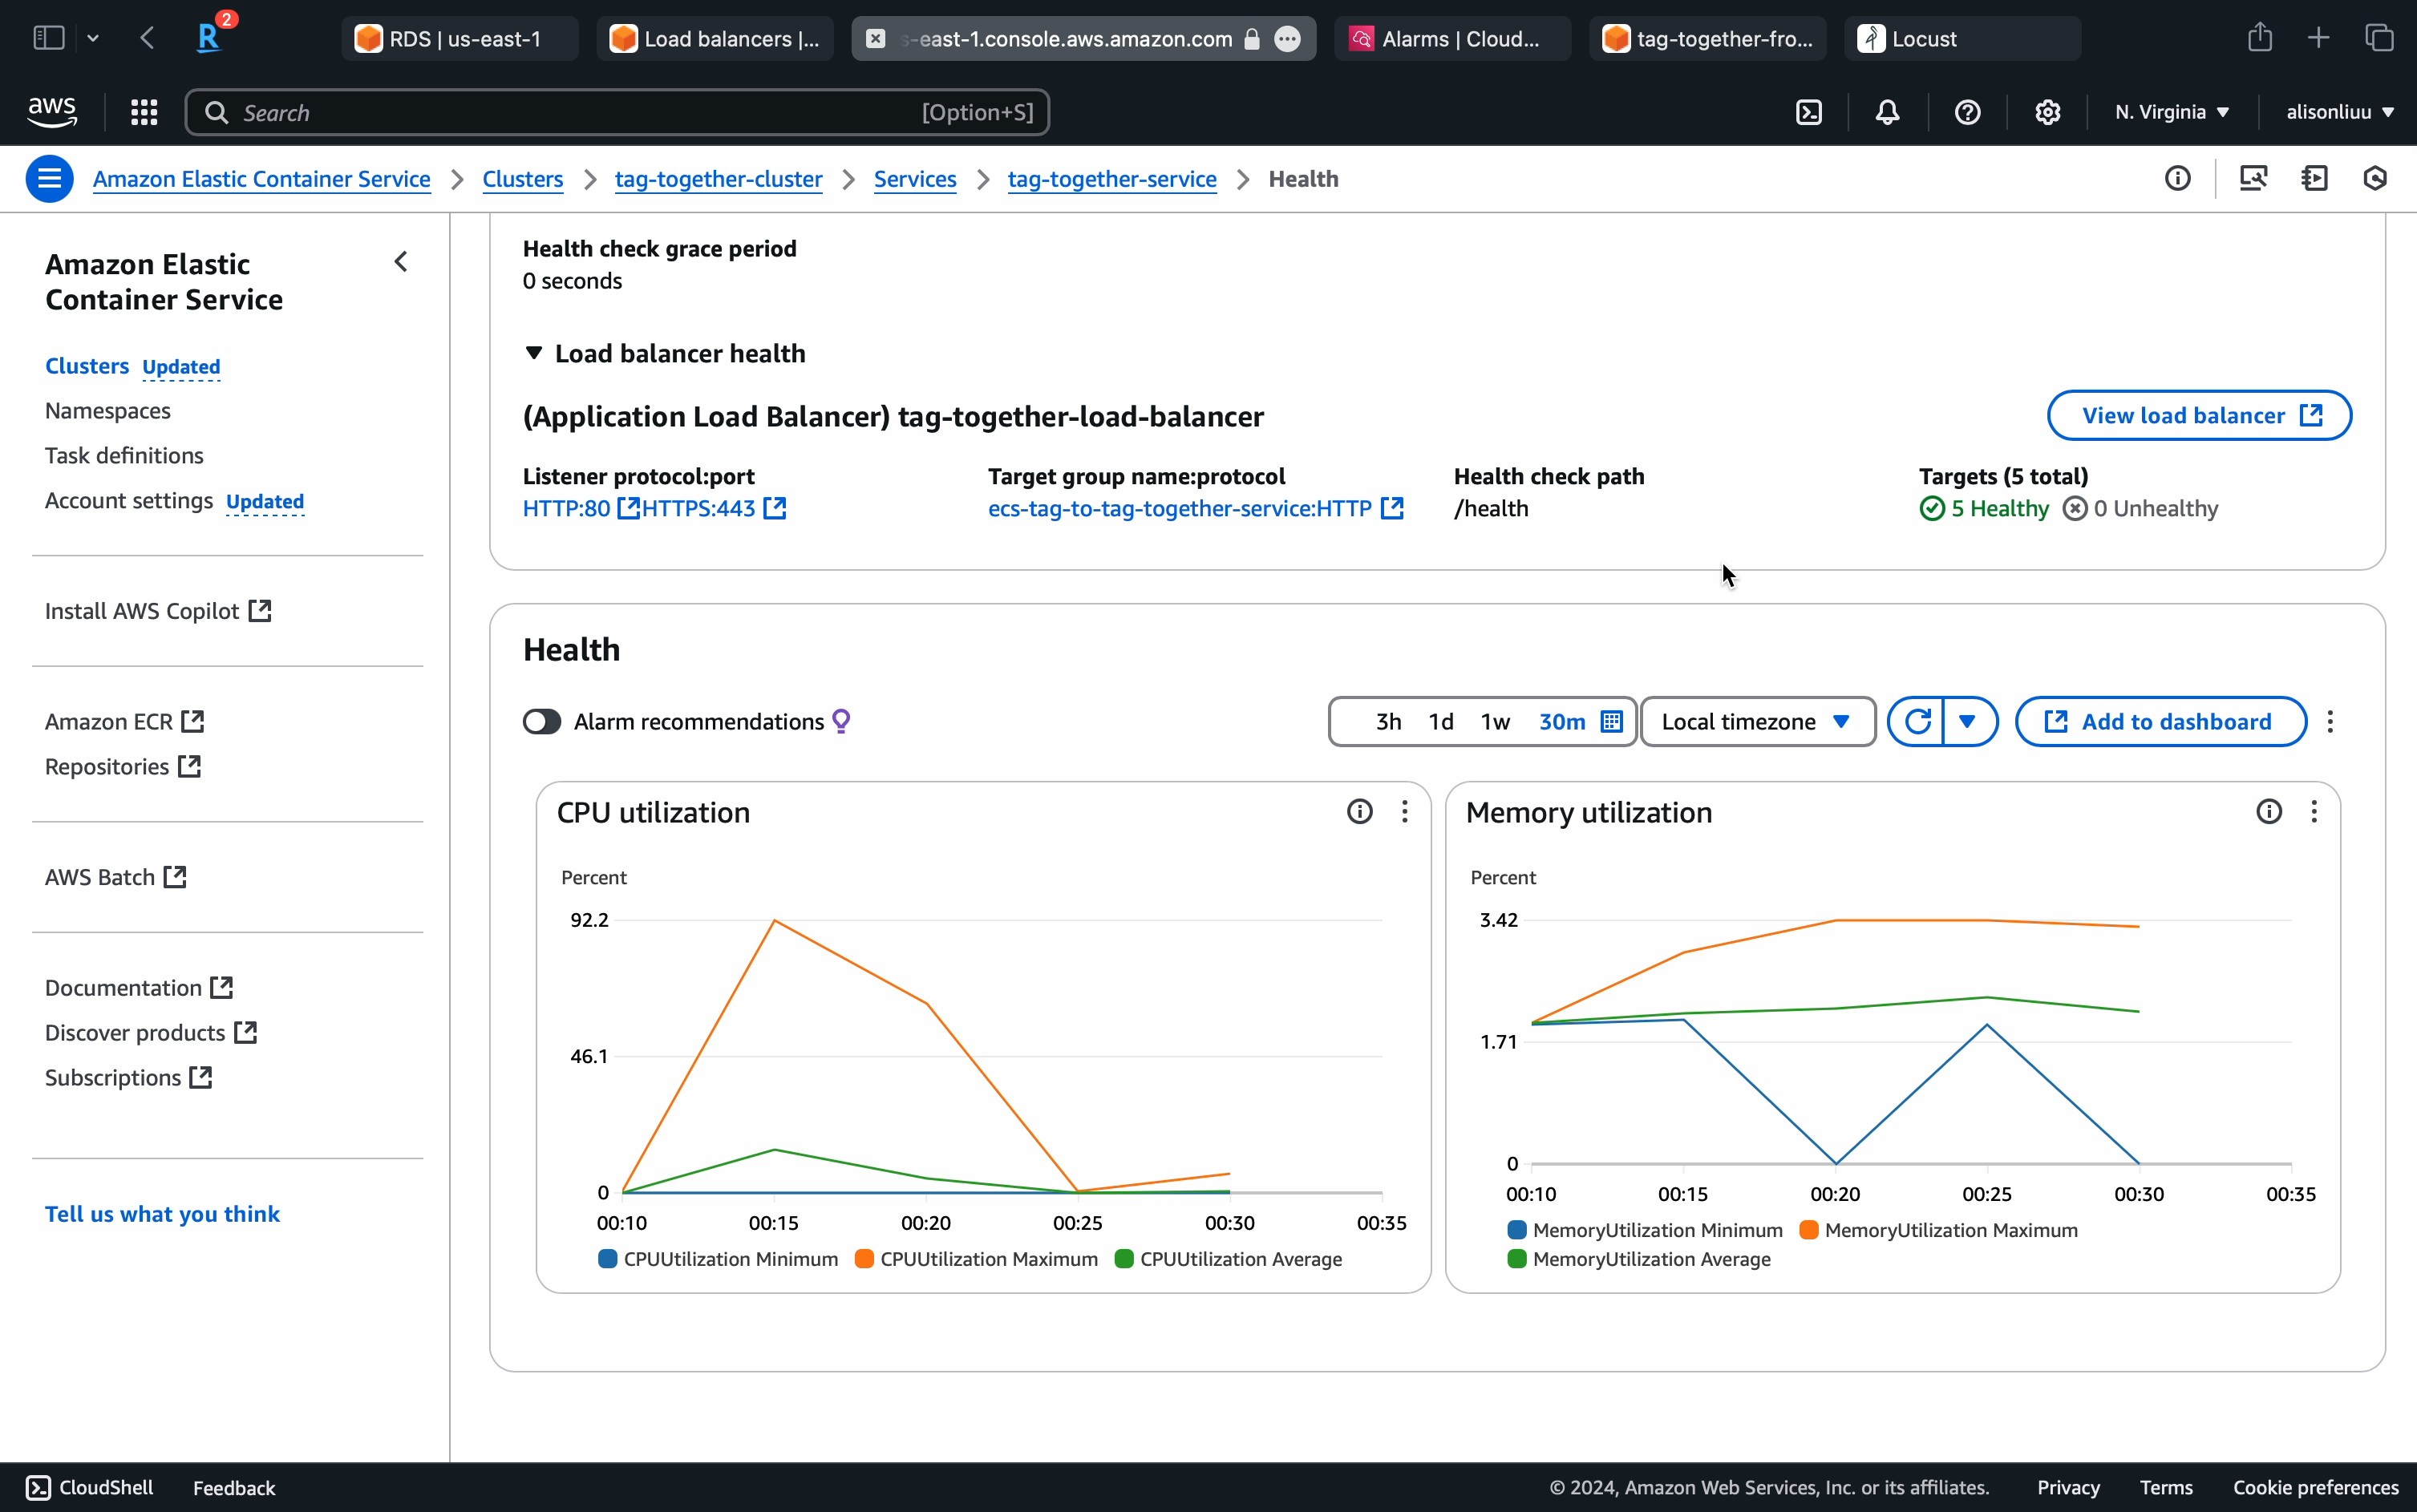 2
RDS | us-east-1
Load balancers |...
s-east-1.console.aws.amazon.com
Alarms | Cloud...
tag-together-fro...
Locust
aws
Search [Option+S]
N. Virginia
alisonliuu
Amazon Elastic Container Service > Clusters > tag-together-cluster > Services > tag-together-service > Health
Amazon Elastic
Container Service
Clusters Updated
Namespaces
Task definitions
Account settings Updated
Install AWS Copilot
Amazon ECR
Repositories
AWS Batch
Documentation
Discover products
Subscriptions
Tell us what you think
Health check grace period
0 seconds
Load balancer health
(Application Load Balancer) tag-together-load-balancer
View load balancer
Listener protocol:port
HTTP:80 HTTPS:443
Target group name:protocol
ecs-tag-to-tag-together-service:HTTP
Health check path
/health
Targets (5 total)
5 Healthy 0 Unhealthy
Health
Alarm recommendations
3h 1d 1w 30m
Local timezone
Add to dashboard
CPU utilization
Percent
92.2
46.1
0
00:10 00:15 00:20 00:25 00:30 00:35
CPUUtilization Minimum CPUUtilization Maximum CPUUtilization Average
Memory utilization
Percent
3.42
1.71
0
00:10 00:15 00:20 00:25 00:30 00:35
MemoryUtilization Minimum MemoryUtilization Maximum
MemoryUtilization Average
CloudShell Feedback
© 2024, Amazon Web Services, Inc. or its affiliates. Privacy Terms Cookie preferences